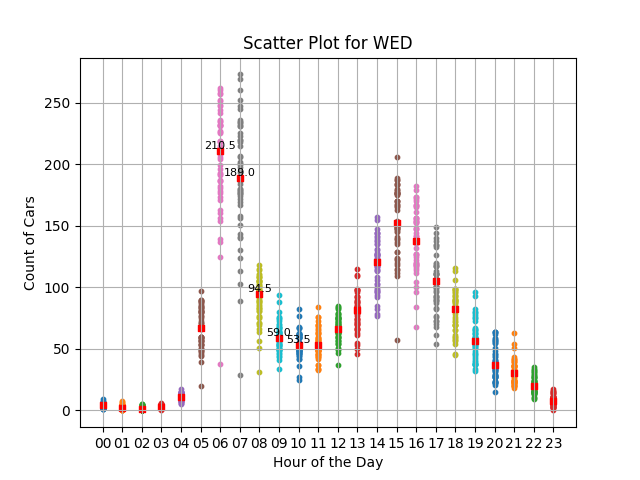 Scatter Plot for WED
Count of Cars
250
200
150
100
50
0
210.5
189.0
94.5
59.0
53.5
00 01 02 03 04 05 06 07 08 09 10 11 12 13 14 15 16 17 18 19 20 21 22 23
Hour of the Day